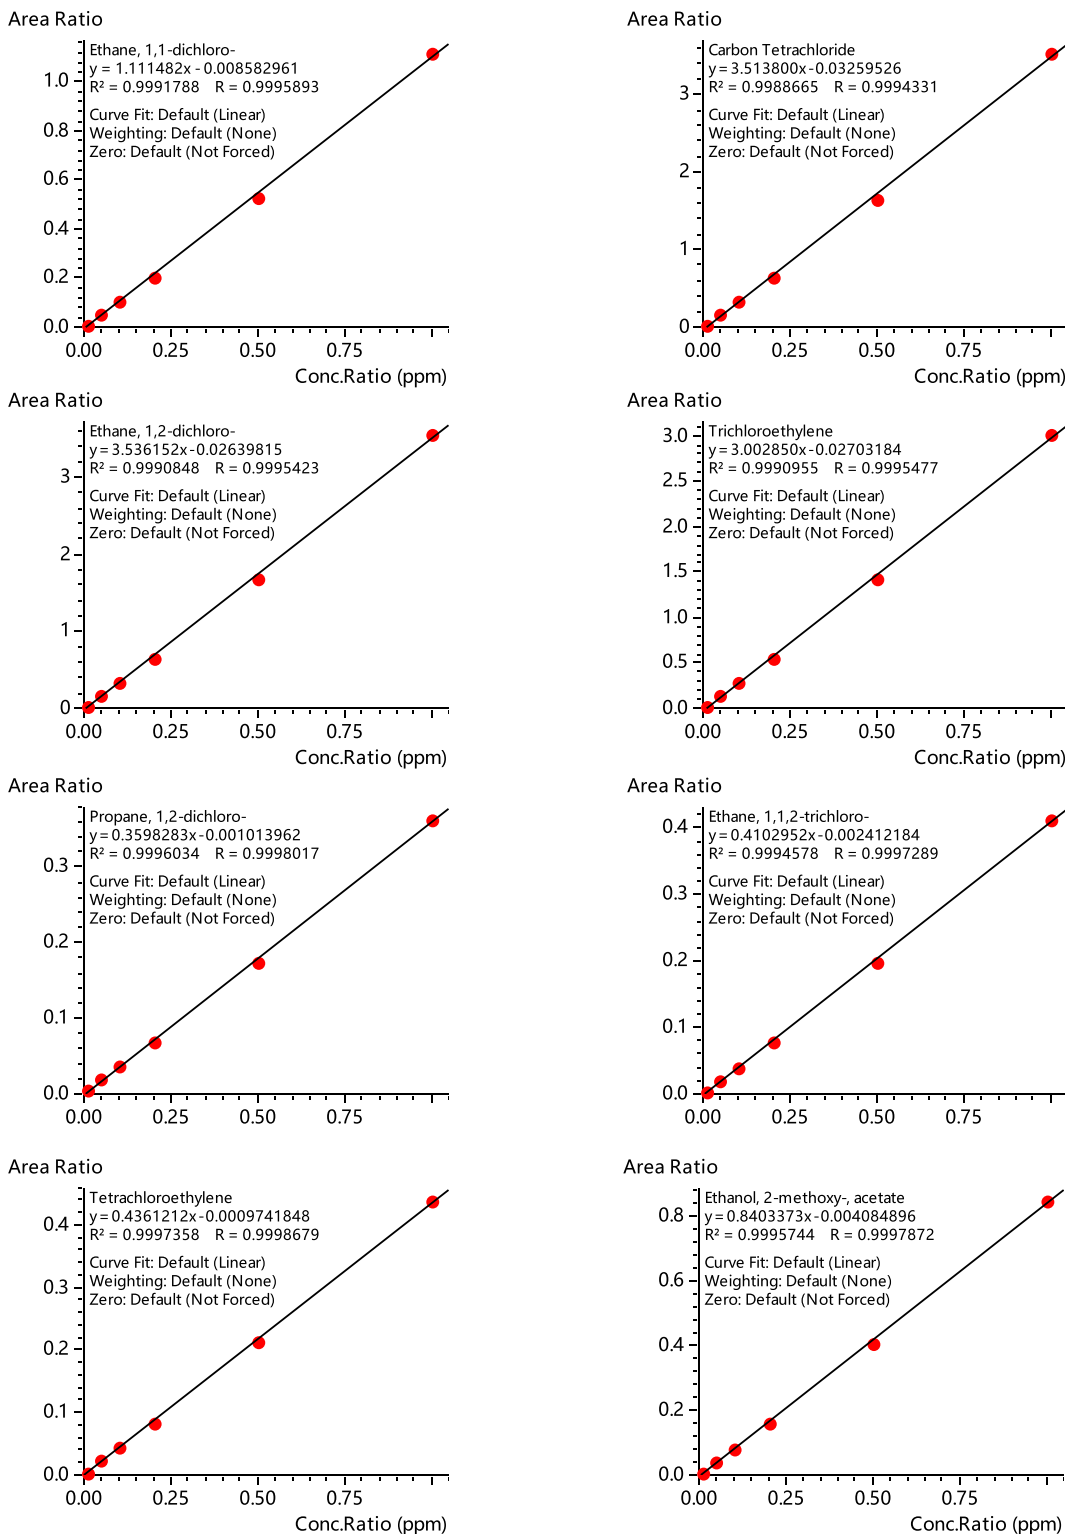 Area Ratio
Ethane, 1,1-dichloro-
y = 1.111482x - 0.008582961
R² = 0.9991788 R = 0.9995893
Curve Fit: Default (Linear)
Weighting: Default (None)
Zero: Default (Not Forced)
1.0
0.8
0.6
0.4
0.2
0.0
0.00 0.25 0.50 0.75
Conc.Ratio (ppm)
Area Ratio
Carbon Tetrachloride
y = 3.513800x - 0.03259526
R² = 0.9988665 R = 0.9994331
Curve Fit: Default (Linear)
Weighting: Default (None)
Zero: Default (Not Forced)
3
2
1
0
0.00 0.25 0.50 0.75
Conc.Ratio (ppm)
Area Ratio
Ethane, 1,2-dichloro-
y = 3.536152x - 0.02639815
R² = 0.9990848 R = 0.9995423
Curve Fit: Default (Linear)
Weighting: Default (None)
Zero: Default (Not Forced)
3
2
1
0
0.00 0.25 0.50 0.75
Conc.Ratio (ppm)
Area Ratio
Trichloroethylene
y = 3.002850x - 0.02703184
R² = 0.9990955 R = 0.9995477
Curve Fit: Default (Linear)
Weighting: Default (None)
Zero: Default (Not Forced)
3.0
2.5
2.0
1.5
1.0
0.5
0.0
0.00 0.25 0.50 0.75
Conc.Ratio (ppm)
Area Ratio
Propane, 1,2-dichloro-
y = 0.3598283x - 0.001013962
R² = 0.9996034 R = 0.9998017
Curve Fit: Default (Linear)
Weighting: Default (None)
Zero: Default (Not Forced)
0.3
0.2
0.1
0.0
0.00 0.25 0.50 0.75
Conc.Ratio (ppm)
Area Ratio
Ethane, 1,1,2-trichloro-
y = 0.4102952x - 0.002412184
R² = 0.9994578 R = 0.9997289
Curve Fit: Default (Linear)
Weighting: Default (None)
Zero: Default (Not Forced)
0.4
0.3
0.2
0.1
0.0
0.00 0.25 0.50 0.75
Conc.Ratio (ppm)
Area Ratio
Tetrachloroethylene
y = 0.4361212x - 0.0009741848
R² = 0.9997358 R = 0.9998679
Curve Fit: Default (Linear)
Weighting: Default (None)
Zero: Default (Not Forced)
0.4
0.3
0.2
0.1
0.0
0.00 0.25 0.50 0.75
Conc.Ratio (ppm)
Area Ratio
Ethanol, 2-methoxy-, acetate
y = 0.8403373x - 0.004084896
R² = 0.9995744 R = 0.9997872
Curve Fit: Default (Linear)
Weighting: Default (None)
Zero: Default (Not Forced)
0.8
0.6
0.4
0.2
0.0
0.00 0.25 0.50 0.75
Conc.Ratio (ppm)